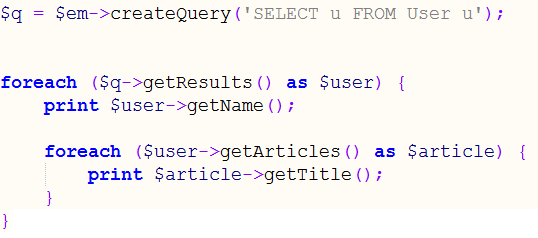 $q = $em->createQuery('SELECT u FROM User u');
foreach ($q->getResults() as $user) {
    print $user->getName();
    foreach ($user->getArticles() as $article) {
        print $article->getTitle();
    }
}